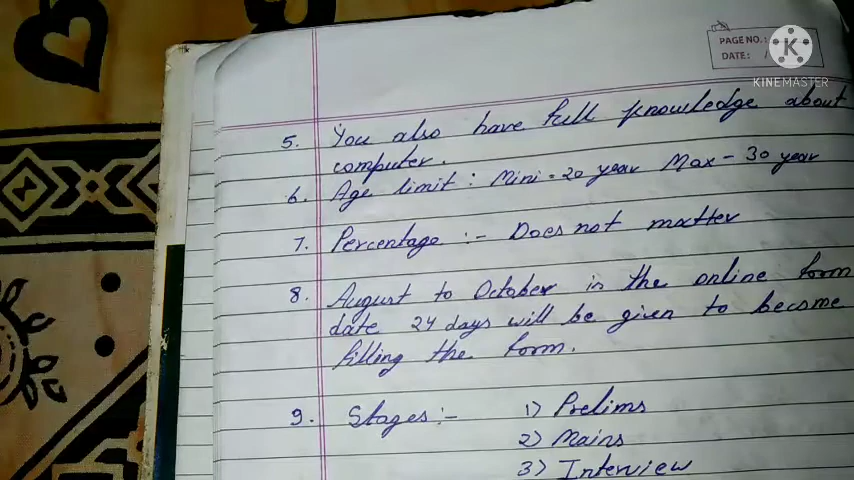 PAGE NO.:
DATE:
KINEMASTER
5. You also have full knowledge about
computer.
6. Age limit : Mini - 20 year Max - 30 year
7. Percentage :- Does not matter
8. August to October in the online form
date 24 days will be given to become
filling the form.
9. Stages :- 1) Prelims
2) Mains
3) Interview